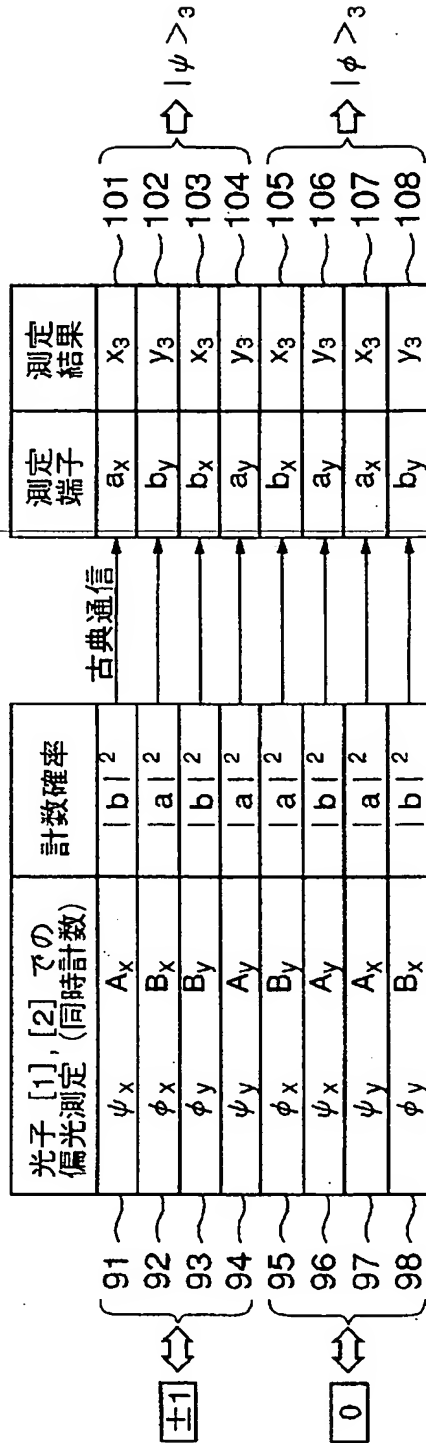 光子 [1], [2] での
偏光測定 (同時計数)
計数確率
古典通信
測定
端子
測定
結果
±1
91 ψx Ax |b|² ax x3 101
92 φx Bx |a|² by y3 102
93 φy By |b|² bx x3 103
94 ψy Ay |a|² ay y3 104
|ψ>3
0
95 φx By |a|² bx x3 105
96 ψx Ay |b|² ay y3 106
97 ψy Ax |a|² ax x3 107
98 φy Bx |b|² by y3 108
|φ>3